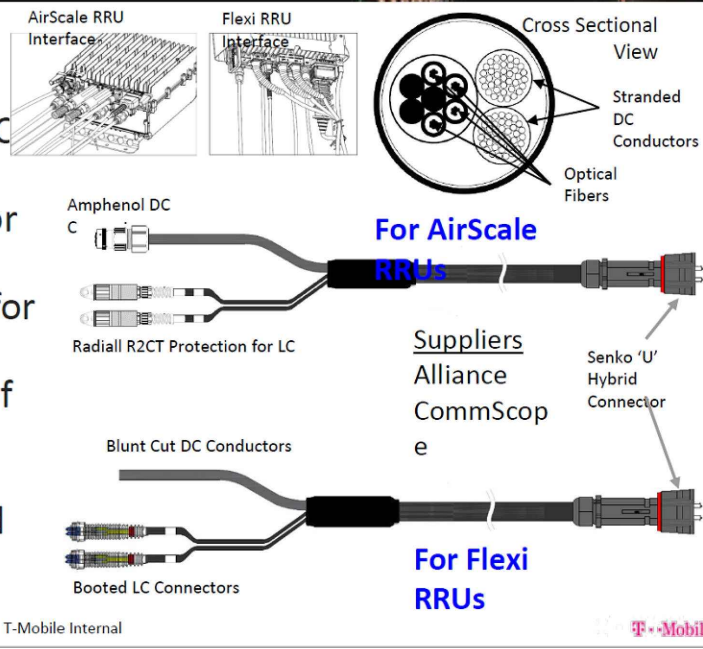 AirScale RRU
Interface
Flexi RRU
Interface
Cross Sectional
View
Stranded
DC
Conductors
Optical
Fibers
c
or
for
f
Amphenol DC
C
For AirScale
RRUs
Radiall R2CT Protection for LC
Suppliers
Alliance
CommScop
e
Senko ‘U’
Hybrid
Connector
Blunt Cut DC Conductors
Booted LC Connectors
For Flexi
RRUs
T-Mobile Internal
T··Mobil